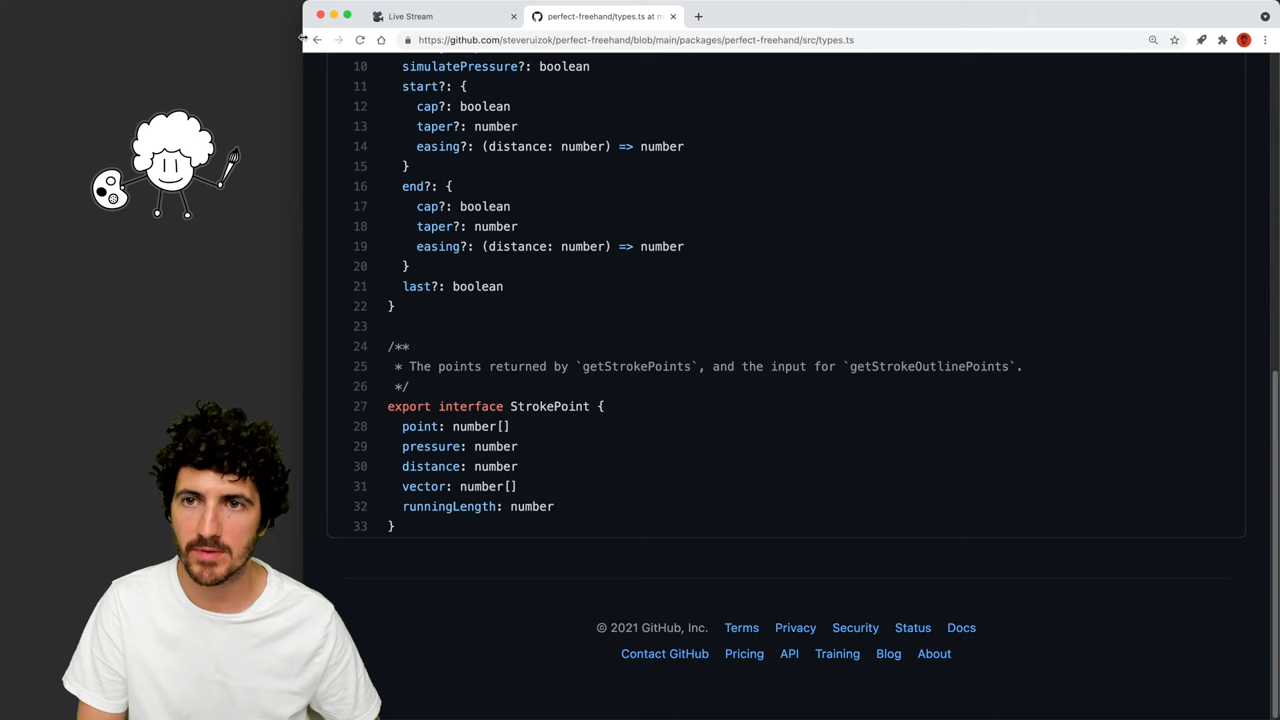 Live Stream
perfect-freehand/types.ts at m
https://github.com/steveruizok/perfect-freehand/blob/main/packages/perfect-freehand/src/types.ts
10 simulatePressure?: boolean
11 start?: {
12 cap?: boolean
13 taper?: number
14 easing?: (distance: number) => number
15 }
16 end?: {
17 cap?: boolean
18 taper?: number
19 easing?: (distance: number) => number
20 }
21 last?: boolean
22 }
23
24 /**
25 * The points returned by `getStrokePoints`, and the input for `getStrokeOutlinePoints`.
26 */
27 export interface StrokePoint {
28 point: number[]
29 pressure: number
30 distance: number
31 vector: number[]
32 runningLength: number
33 }
© 2021 GitHub, Inc. Terms Privacy Security Status Docs
Contact GitHub Pricing API Training Blog About